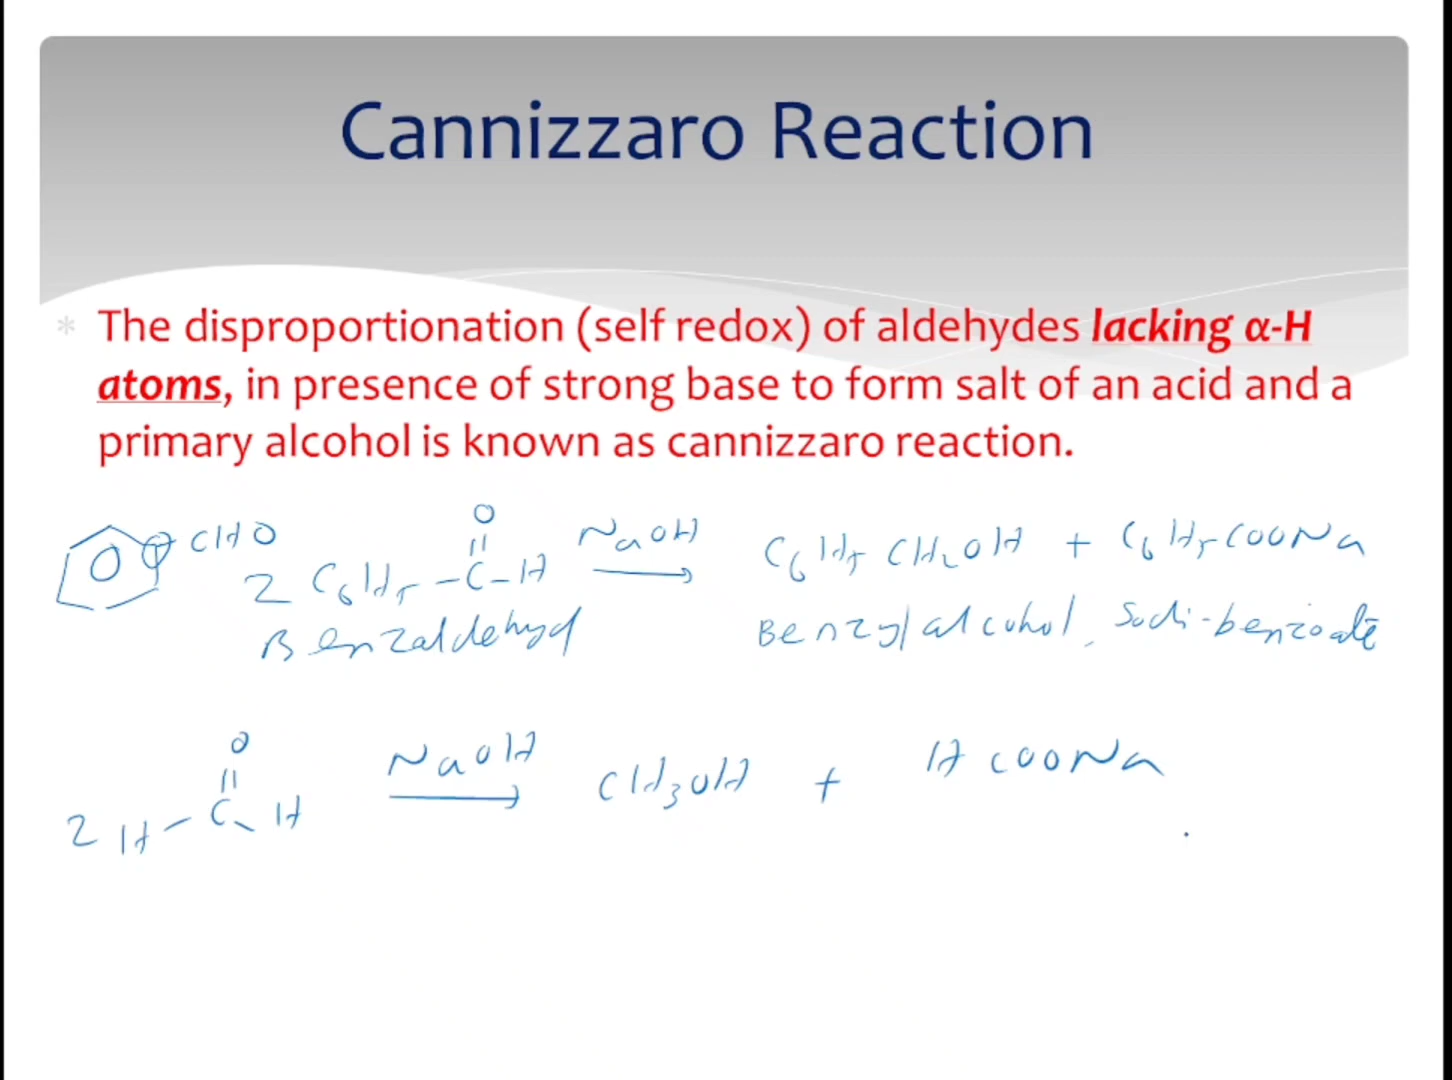 Cannizzaro Reaction
* The disproportionation (self redox) of aldehydes lacking α-H
atoms, in presence of strong base to form salt of an acid and a
primary alcohol is known as cannizzaro reaction.
CHO
O
2 C6H5 -C-H NaOH → C6H5 CH2OH + C6H5COONa
Benzaldehyd Benzylalcohol, Sodi-benzoate
O
2 H-C-H NaOH → CH3OH + HCOONa